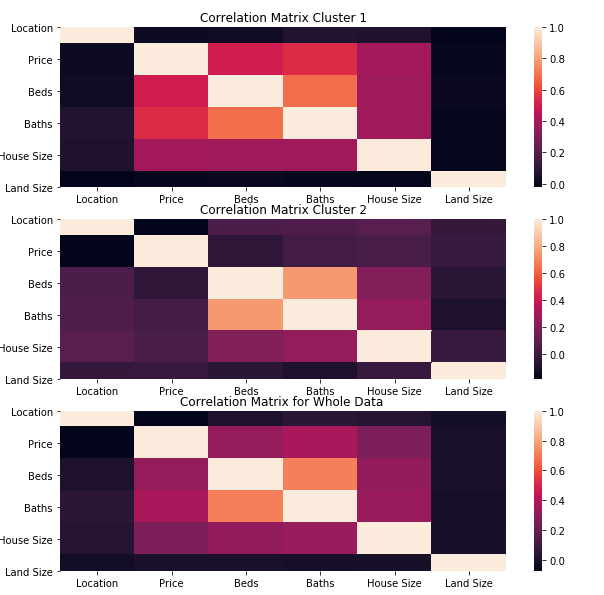 Correlation Matrix Cluster 1
Location
Price
Beds
Baths
House Size
Land Size
Location Price Beds Baths House Size Land Size
1.0
0.8
0.6
0.4
0.2
0.0
Correlation Matrix Cluster 2
Location
Price
Beds
Baths
House Size
Land Size
Location Price Beds Baths House Size Land Size
1.0
0.8
0.6
0.4
0.2
0.0
Correlation Matrix for Whole Data
Location
Price
Beds
Baths
House Size
Land Size
Location Price Beds Baths House Size Land Size
1.0
0.8
0.6
0.4
0.2
0.0